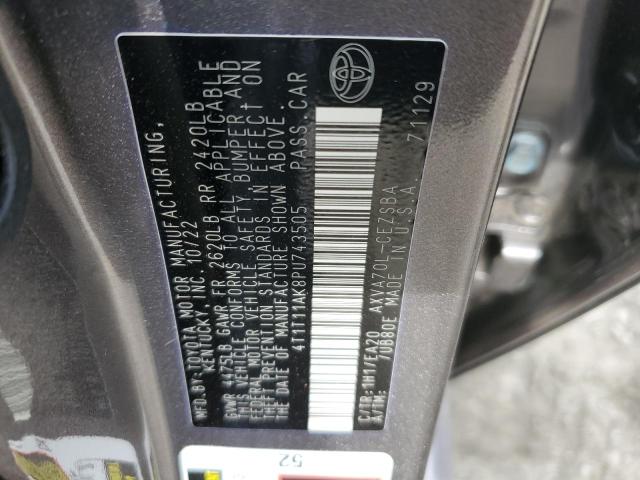 MFD. BY: TOYOTA MOTOR MANUFACTURING,
KENTUCKY, INC. 10/22
GVWR 4475LB GAWR FR 2620LB RR 2420LB
THIS VEHICLE CONFORMS TO ALL APPLICABLE
FEDERAL MOTOR VEHICLE SAFETY, BUMPER AND
THEFT PREVENTION STANDARDS IN EFFECT ON
THE DATE OF MANUFACTURE SHOWN ABOVE.
4T1T11AK8PU743505 PASS. CAR
C/TR: 1H1/EA20 AXVA70L-CEZSBA
A/TM: 7UB80E MADE IN U.S.A. 71129
52